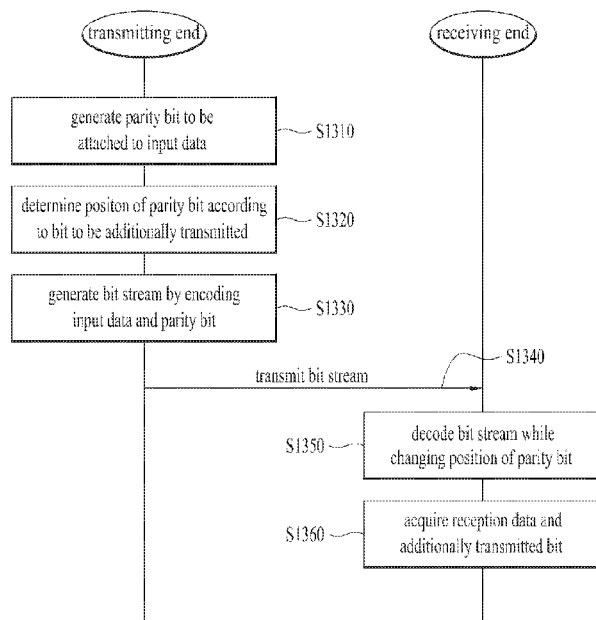 transmitting end
receiving end
generate parity bit to be
attached to input data
S1310
determine positon of parity bit according
to bit to be additionally transmitted
S1320
generate bit stream by encoding
input data and parity bit
S1330
transmit bit stream
S1340
S1350
decode bit stream while
changing position of parity bit
S1360
acquire reception data and
additionally transmitted bit